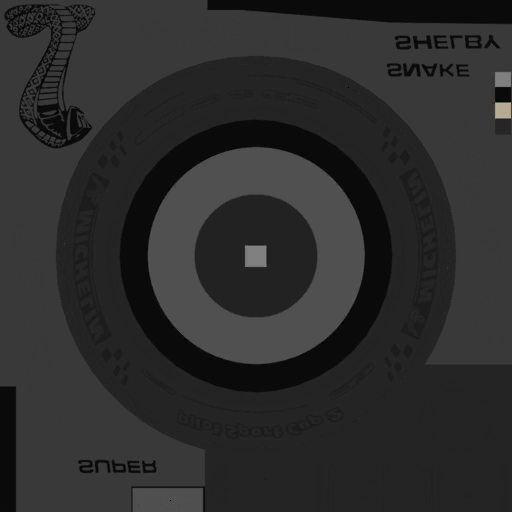 SHELBY
SNAKE
MICHELIN
MICHELIN
Pilot Sport Cup 2
SUPER